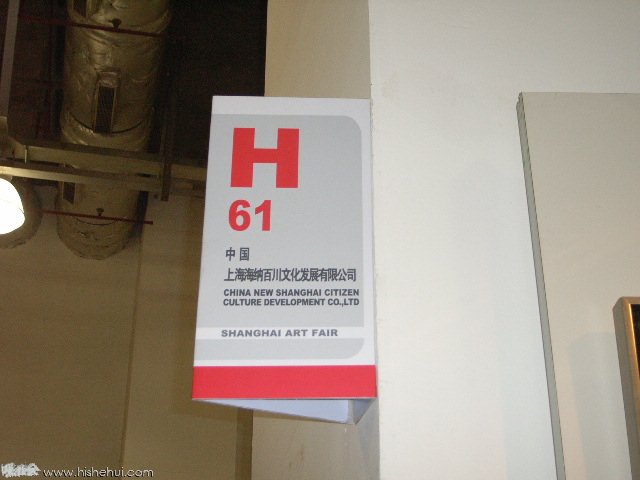 H
61
中国
上海海纳百川文化发展有限公司
CHINA NEW SHANGHAI CITIZEN
CULTURE DEVELOPMENT CO.,LTD
SHANGHAI ART FAIR
www.hishehui.com